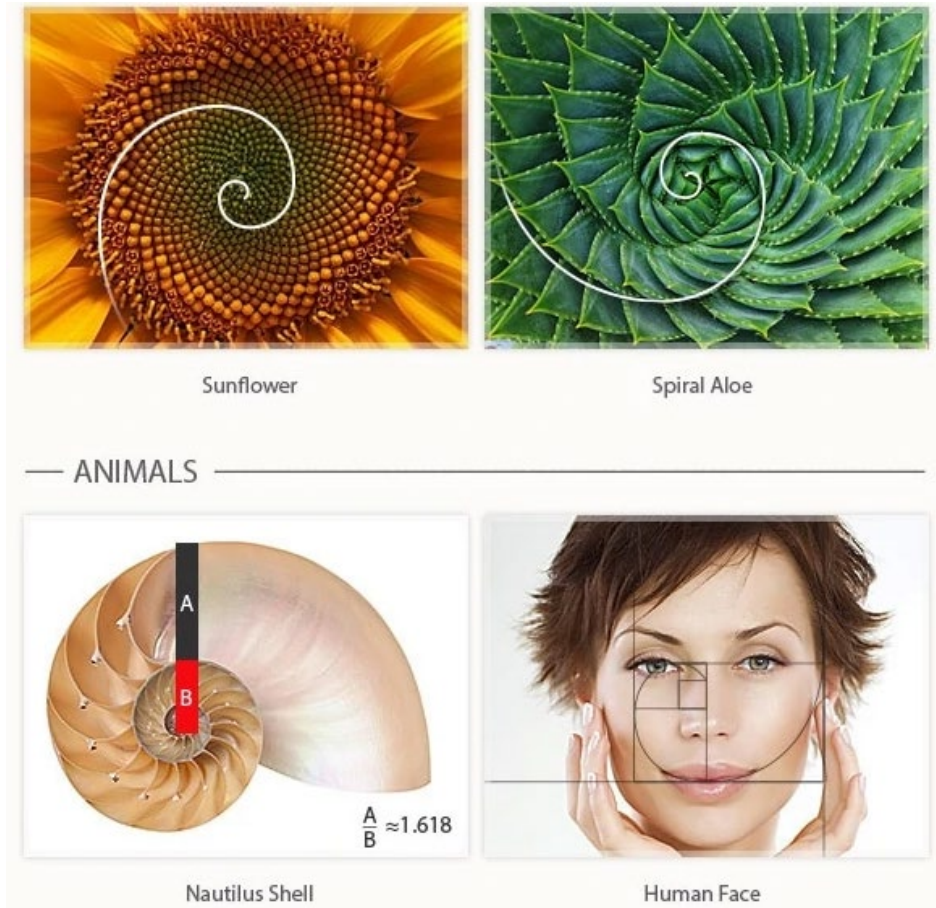 Sunflower
Spiral Aloe
ANIMALS
A
B
A
B ≈1.618
Nautilus Shell
Human Face